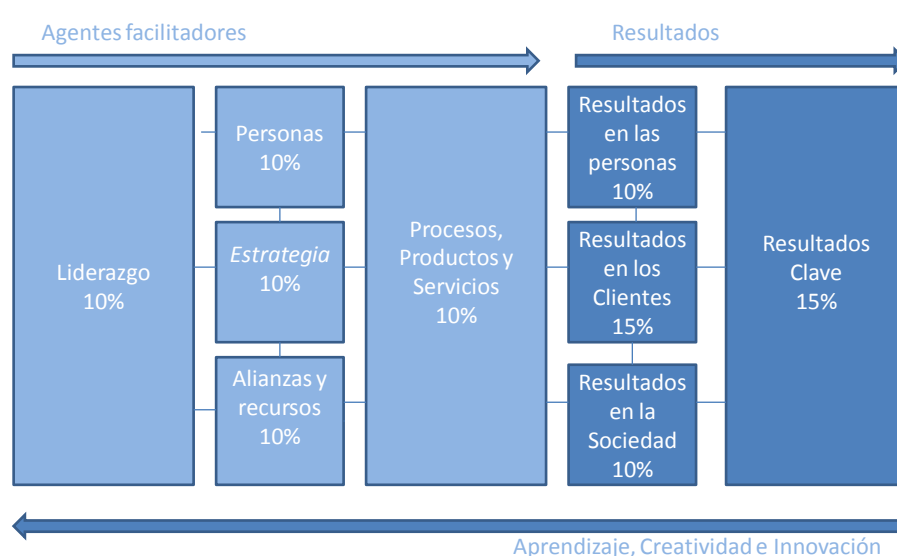 Agentes facilitadores
Resultados
Liderazgo
10%
Personas
10%
Estrategia
10%
Alianzas y
recursos
10%
Procesos,
Productos y
Servicios
10%
Resultados
en las
personas
10%
Resultados
en los
Clientes
15%
Resultados
en la
Sociedad
10%
Resultados
Clave
15%
Aprendizaje, Creatividad e Innovación